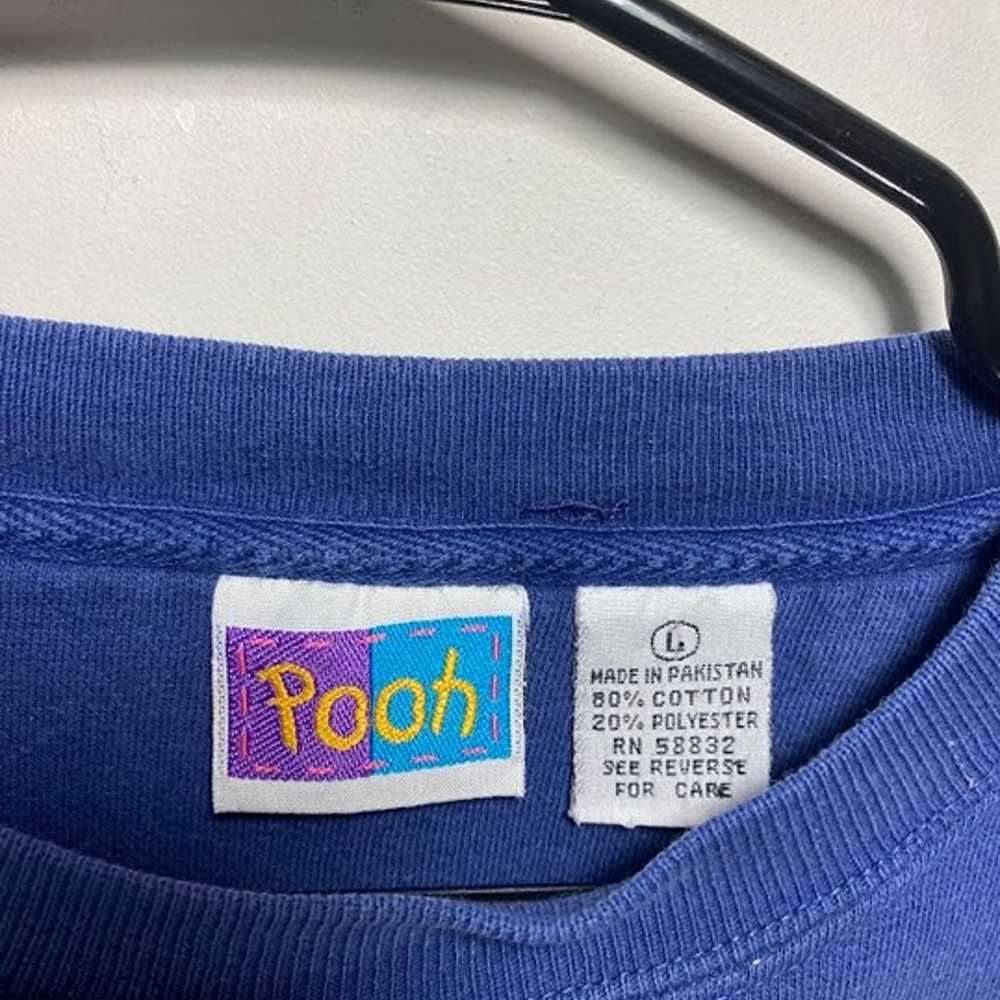 Pooh
L
MADE IN PAKISTAN
80% COTTON
20% POLYESTER
RN 58832
SEE REVERSE
FOR CARE